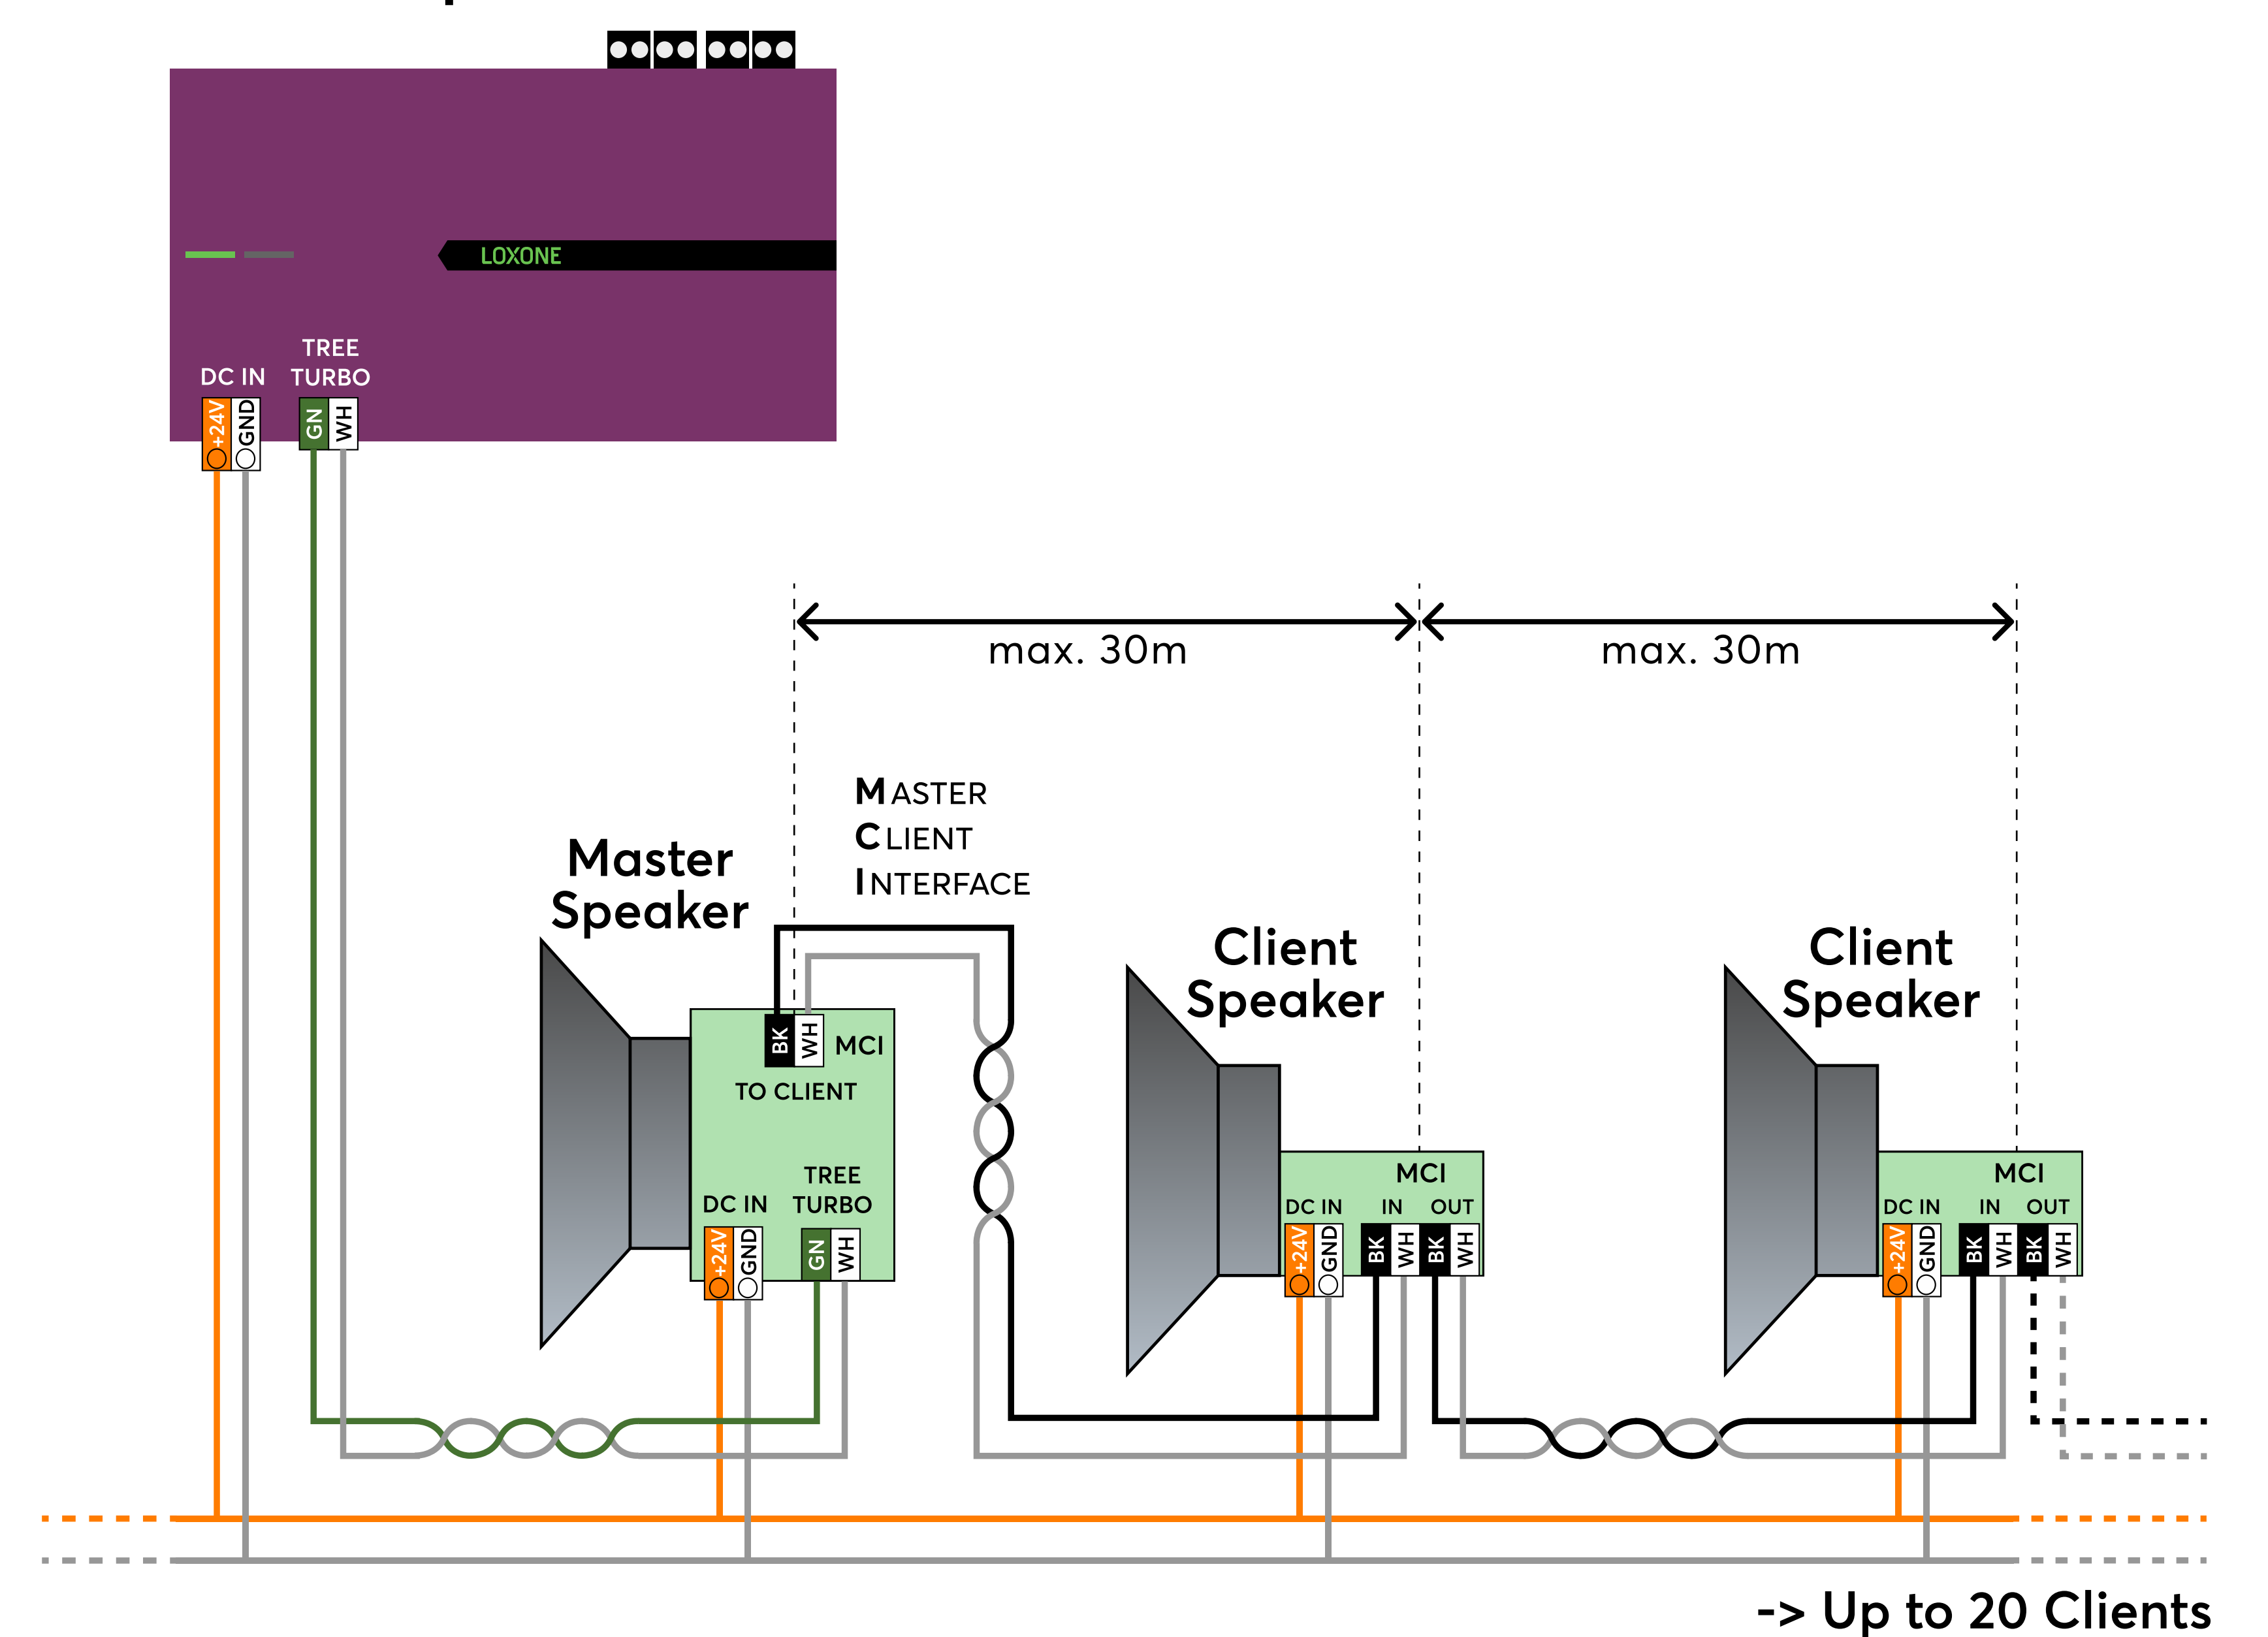 LOXONE
TREE
DC IN TURBO
+24V GND GN WH
max. 30m max. 30m
MASTER
CLIENT
INTERFACE
Master
Speaker
Client
Speaker
Client
Speaker
BK WH MCI
TO CLIENT
TREE
DC IN TURBO
+24V GND GN WH
MCI
DC IN IN OUT
+24V GND BK WH BK WH
MCI
DC IN IN OUT
+24V GND BK WH BK WH
-> Up to 20 Clients